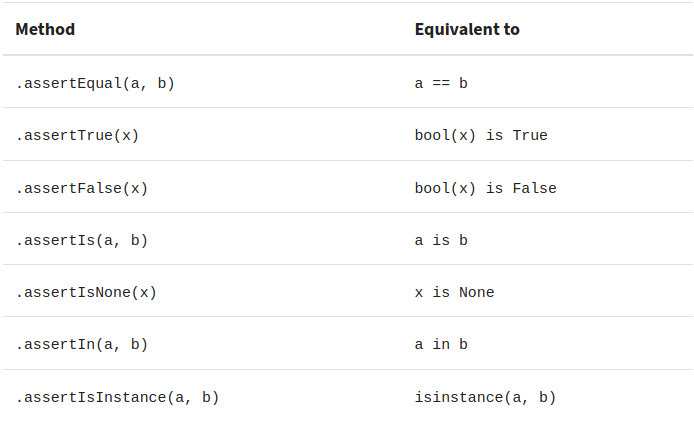 Method Equivalent to
.assertEqual(a, b) a == b
.assertTrue(x) bool(x) is True
.assertFalse(x) bool(x) is False
.assertIs(a, b) a is b
.assertIsNone(x) x is None
.assertIn(a, b) a in b
.assertIsInstance(a, b) isinstance(a, b)